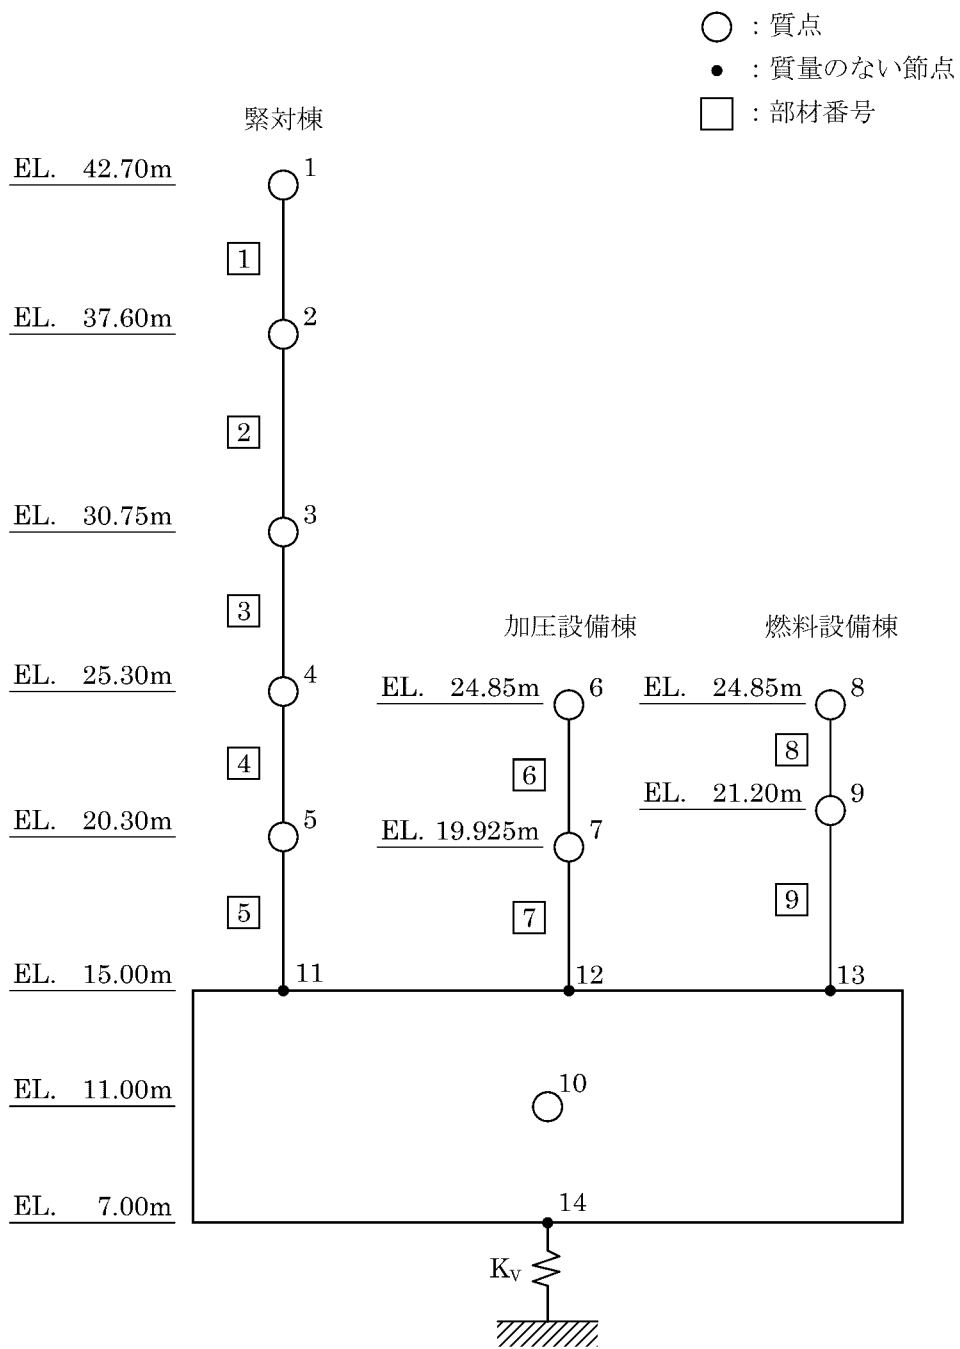 ：質点
：質量のない節点
：部材番号
緊対棟
EL. 42.70m
1
1
EL. 37.60m
2
2
EL. 30.75m
3
3
加圧設備棟
燃料設備棟
EL. 25.30m
4
EL. 24.85m
6
EL. 24.85m
8
4
6
8
EL. 21.20m
9
EL. 20.30m
5
EL. 19.925m
7
5
7
9
EL. 15.00m
11
12
13
EL. 11.00m
10
EL. 7.00m
14
KV